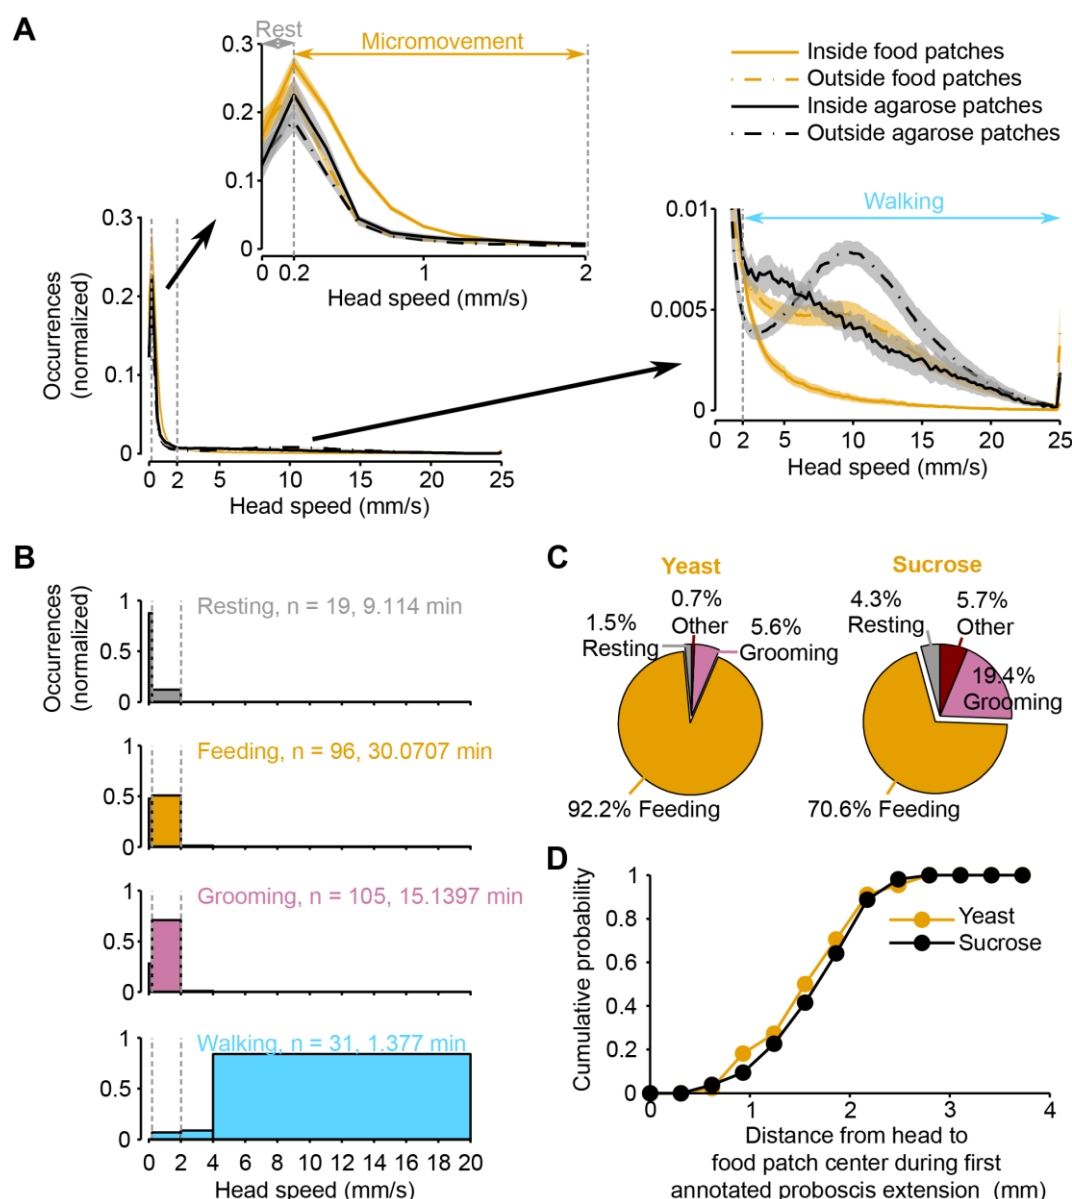 A
Rest
Micromovement
0.3
0.2
0.1
0
0
0.2
1
2
Head speed (mm/s)
Inside food patches
Outside food patches
Inside agarose patches
Outside agarose patches
Occurrences
(normalized)
0.3
0.2
0.1
0
0
2
5
10
15
20
25
Head speed (mm/s)
Walking
0.01
0.005
0
0
2
5
10
15
20
25
Head speed (mm/s)
B
Occurrences
(normalized)
1
0.5
0
Resting, n = 19, 9.114 min
1
0.5
0
Feeding, n = 96, 30.0707 min
1
0.5
0
Grooming, n = 105, 15.1397 min
1
0.5
0
Walking, n = 31, 1.377 min
0 2 4 6 8 10 12 14 16 18 20
Head speed (mm/s)
C
Yeast
0.7%
Other
1.5%
Resting
5.6%
Grooming
92.2% Feeding
Sucrose
4.3%
Resting
5.7%
Other
19.4%
Grooming
70.6% Feeding
D
Cumulative probability
1
0.8
0.6
0.4
0.2
0
Yeast
Sucrose
0 1 2 3 4
Distance from head to
food patch center during first
annotated proboscis extension (mm)